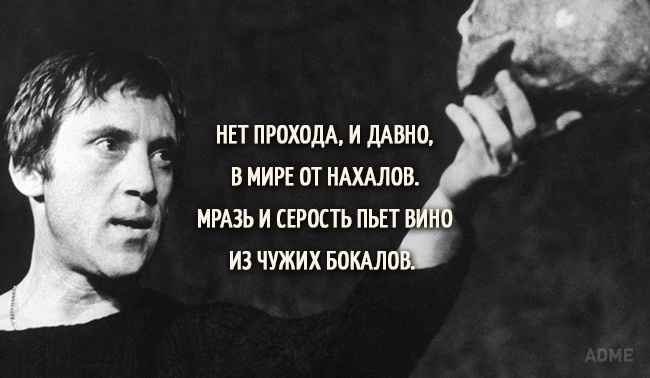 НЕТ ПРОХОДА, И ДАВНО,
В МИРЕ ОТ НАХАЛОВ.
МРАЗЬ И СЕРОСТЬ ПЬЕТ ВИНО
ИЗ ЧУЖИХ БОКАЛОВ.
ADME